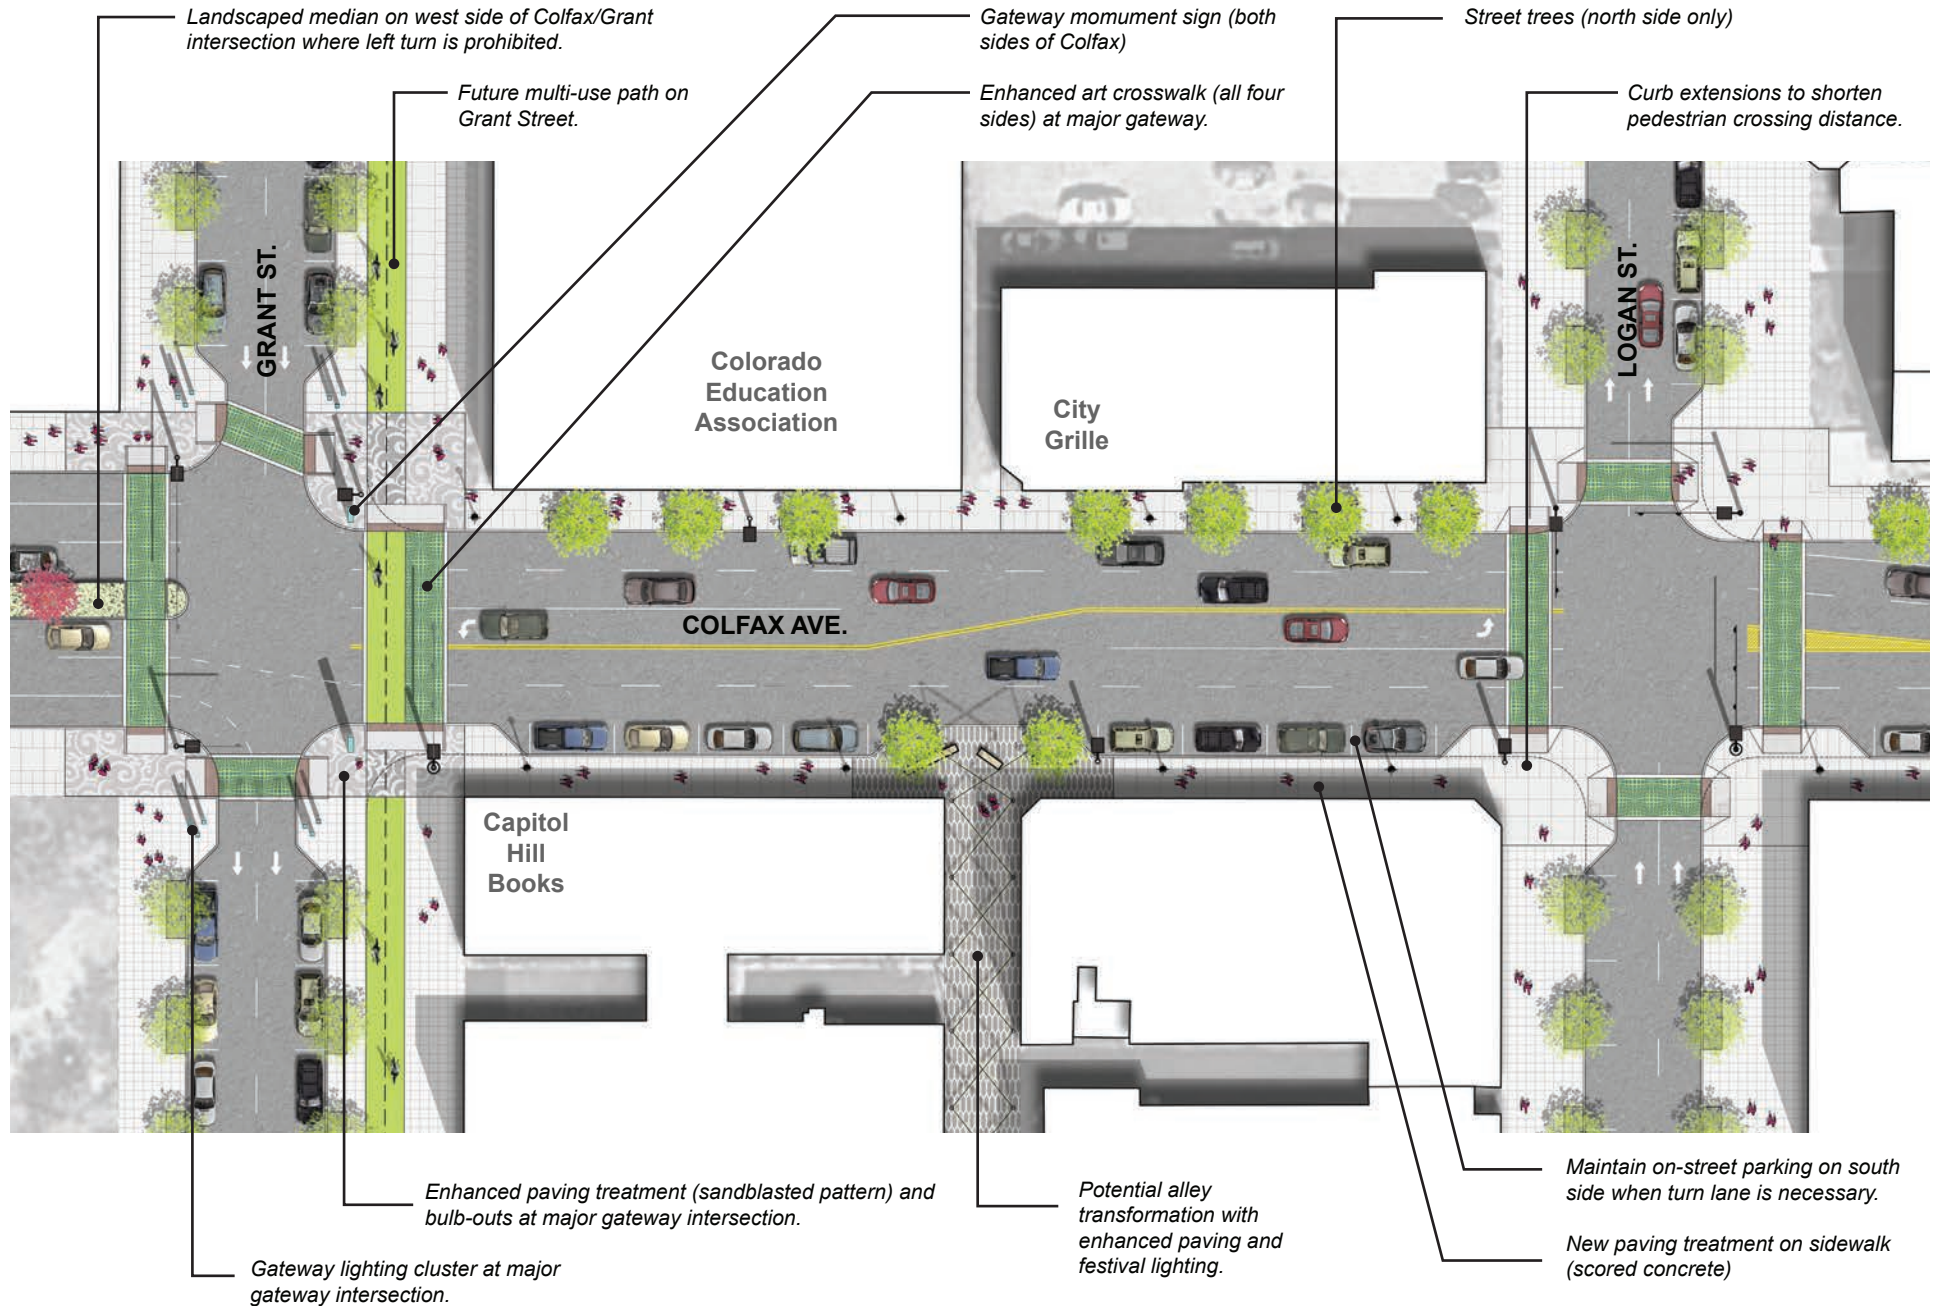 Landscaped median on west side of Colfax/Grant
intersection where left turn is prohibited.
Gateway momument sign (both
sides of Colfax)
Street trees (north side only)
Future multi-use path on
Grant Street.
Enhanced art crosswalk (all four
sides) at major gateway.
Curb extensions to shorten
pedestrian crossing distance.
GRANT ST.
LOGAN ST.
Colorado
Education
Association
City
Grille
COLFAX AVE.
Capitol
Hill
Books
Enhanced paving treatment (sandblasted pattern) and
bulb-outs at major gateway intersection.
Gateway lighting cluster at major
gateway intersection.
Potential alley
transformation with
enhanced paving and
festival lighting.
Maintain on-street parking on south
side when turn lane is necessary.
New paving treatment on sidewalk
(scored concrete)